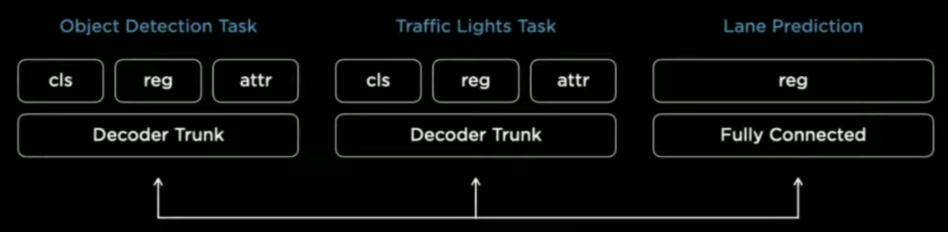 Object Detection Task Traffic Lights Task Lane Prediction
cls reg attr cls reg attr reg
Decoder Trunk Decoder Trunk Fully Connected